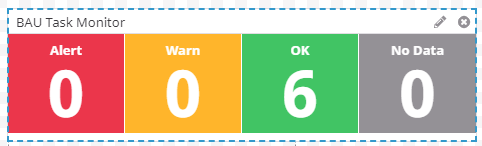 BAU Task Monitor
Alert Warn OK No Data
0 0 6 0